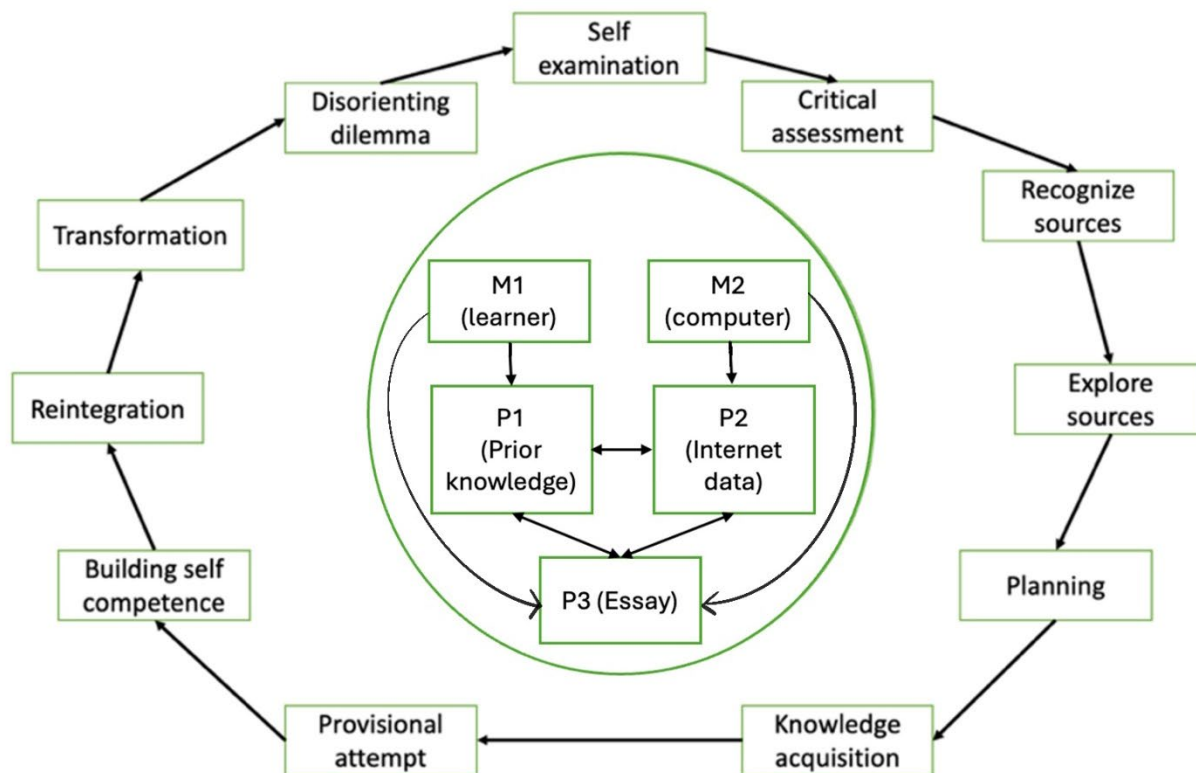 Self
examination
Disorienting
dilemma
Critical
assessment
Recognize
sources
Transformation
M1
(learner)
M2
(computer)
Explore
sources
Reintegration
P1
(Prior
knowledge)
P2
(Internet
data)
Building self
competence
P3 (Essay)
Planning
Provisional
attempt
Knowledge
acquisition